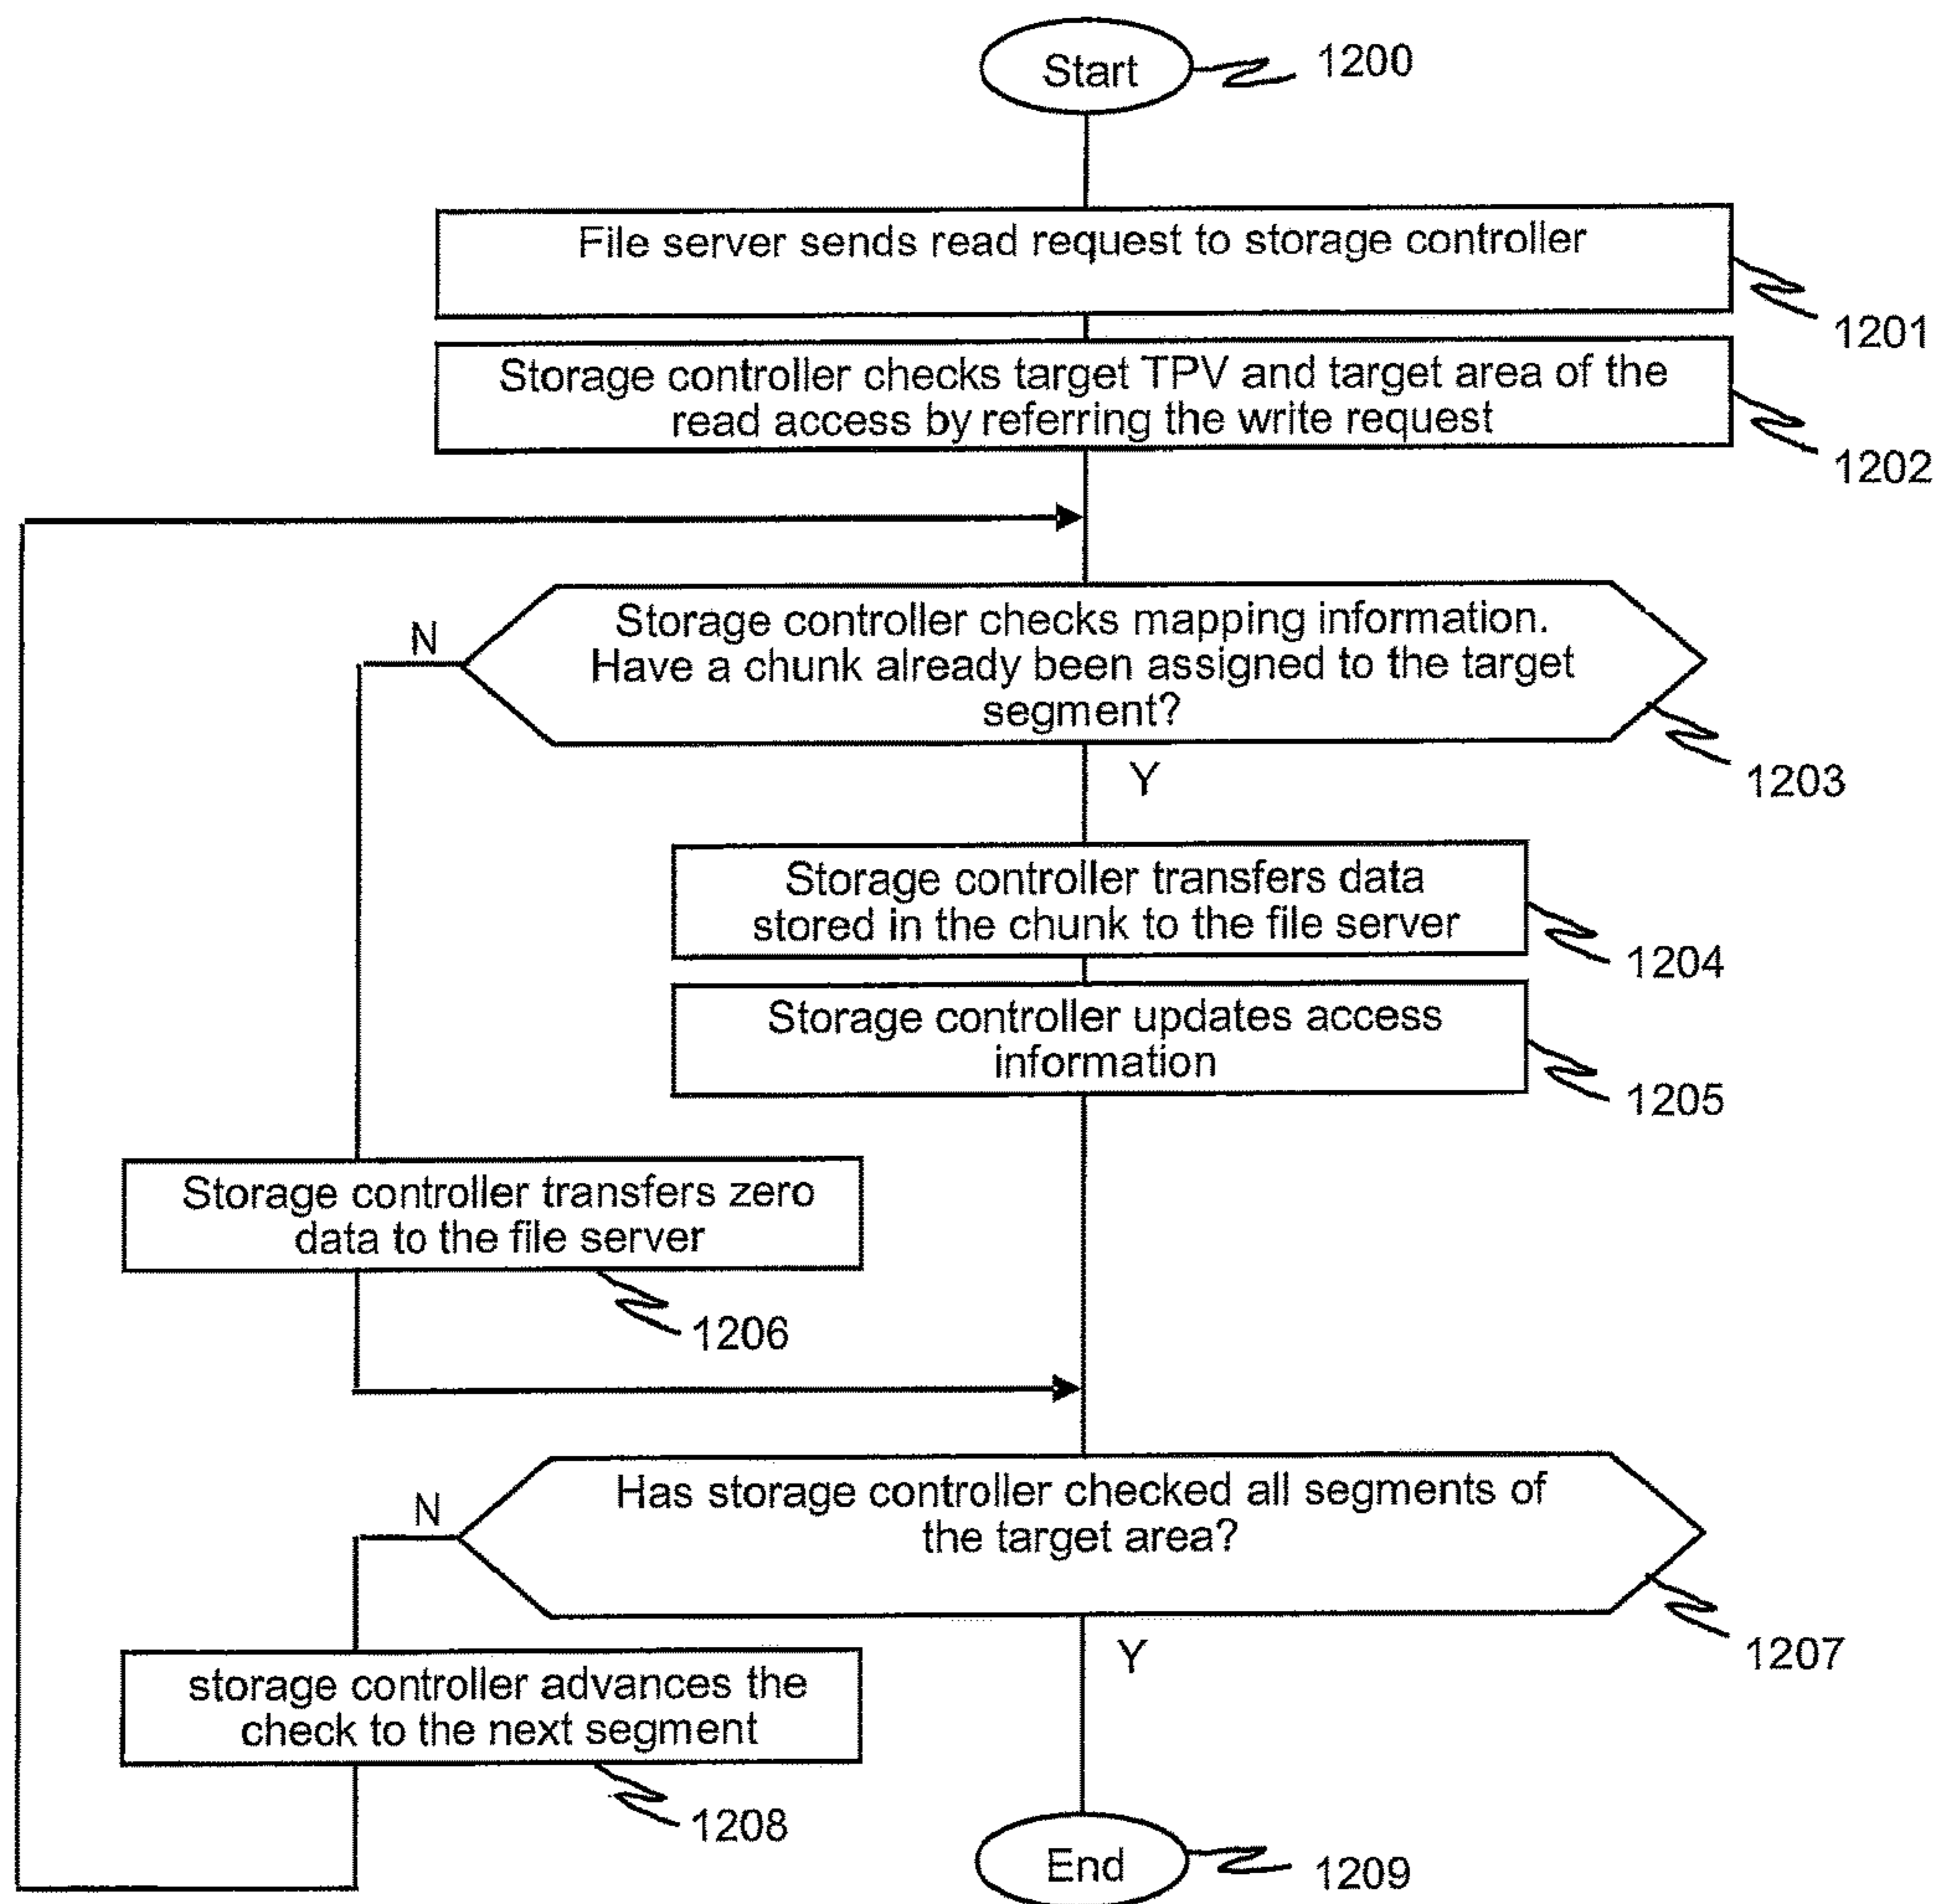 Start
1200
File server sends read request to storage controller
1201
Storage controller checks target TPV and target area of the
read access by referring the write request
1202
N
Storage controller checks mapping information.
Have a chunk already been assigned to the target
segment?
1203
Y
Storage controller transfers data
stored in the chunk to the file server
1204
Storage controller updates access
information
1205
Storage controller transfers zero
data to the file server
1206
N
Has storage controller checked all segments of
the target area?
1207
Y
storage controller advances the
check to the next segment
1208
End
1209